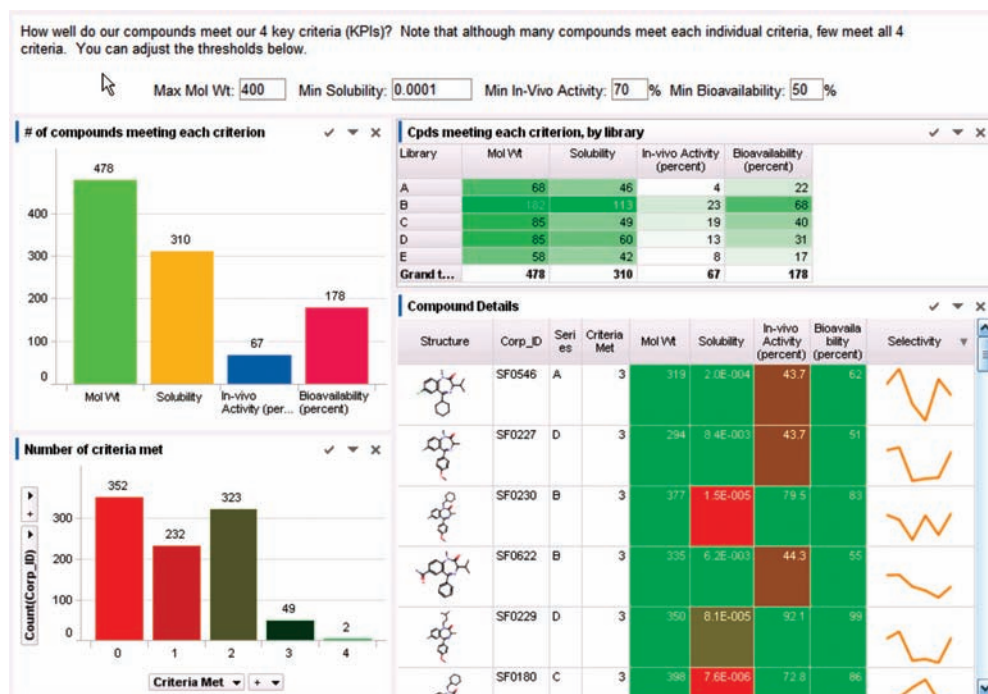 How well do our compounds meet our 4 key criteria (KPIs)? Note that although many compounds meet each individual criteria, few meet all 4
criteria. You can adjust the thresholds below.
Max Mol Wt: 400 Min Solubility: 0.0001 Min In-Vivo Activity: 70 % Min Bioavailability: 50 %
# of compounds meeting each criterion
478
310
67
178
400
300
200
100
0
Mol Wt Solubility In-vivo Bioavailability
Activity (per... (percent)
Number of criteria met
352
232
323
49
2
300
200
100
0
Count(Corp_ID)
0 1 2 3 4
Criteria Met +
Cpds meeting each criterion, by library
Library Mol Wt Solubility In-vivo Activity Bioavailability
(percent) (percent)
A 68 46 4 22
B 182 113 23 68
C 85 49 19 40
D 85 60 13 31
E 58 42 8 17
Grand t... 478 310 67 178
Compound Details
Structure Corp_ID Seri Criteria Mol Wt Solubility In-vivo Bioavaila Selectivity
es Met Activity bility
(percent) (percent)
SF0546 A 3 319 2.0E-004 43.7 62
SF0227 D 3 294 8.4E-003 43.7 51
SF0230 B 3 377 1.5E-005 79.5 83
SF0622 B 3 335 6.2E-003 44.3 55
SF0229 D 3 350 8.1E-005 92.1 99
SF0180 C 3 398 7.6E-006 72.8 86